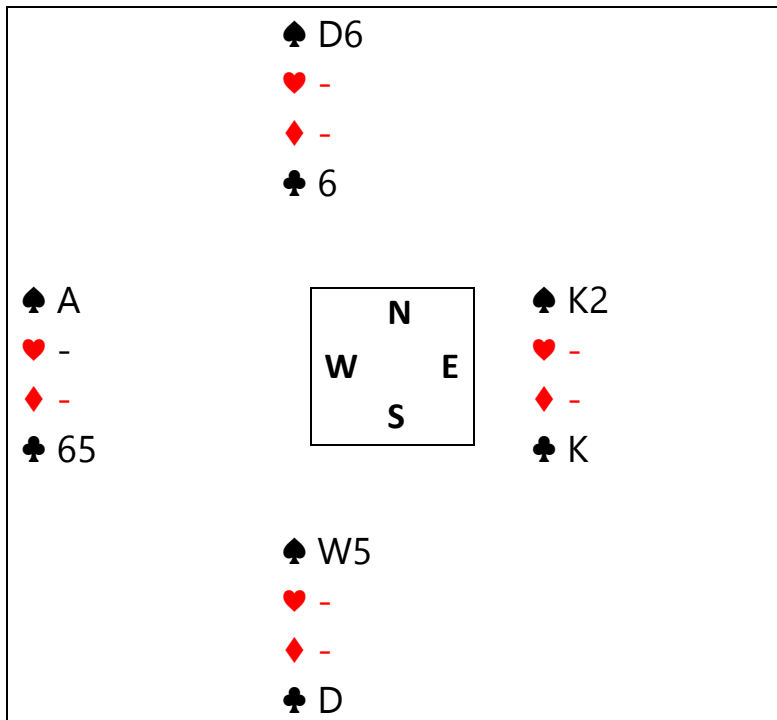 ♠ D6
♥ -
♦ -
♣ 6
♠ A
♥ -
♦ -
♣ 65
N
W E
S
♠ K2
♥ -
♦ -
♣ K
♠ W5
♥ -
♦ -
♣ D